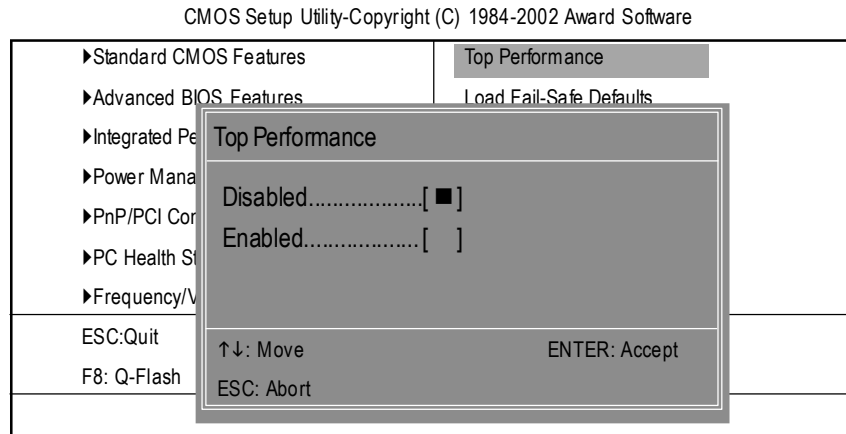 CMOS Setup Utility-Copyright (C) 1984-2002 Award Software
▶Standard CMOS Features
Top Performance
▶Advanced BIOS Features
Load Fail-Safe Defaults
▶Integrated Pe
▶Power Mana
▶PnP/PCI Con
▶PC Health St
▶Frequency/V
Top Performance
Disabled...................[ ■ ]
Enabled...................[   ]
↑↓: Move
ENTER: Accept
ESC: Abort
ESC:Quit
F8: Q-Flash